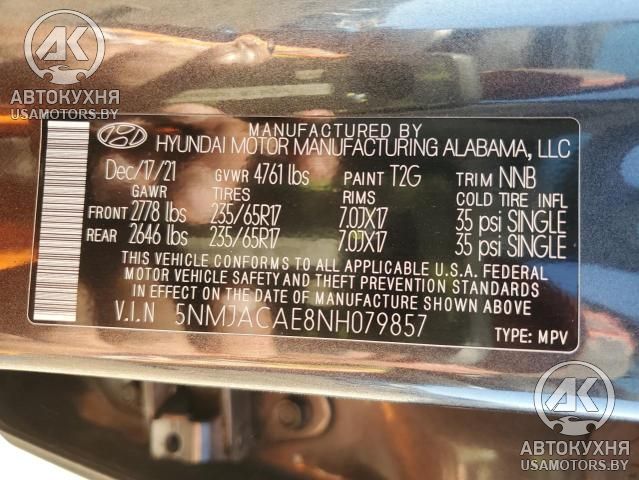 АК
АВТОКУХНЯ
USAMOTORS.BY
MANUFACTURED BY
HYUNDAI MOTOR MANUFACTURING ALABAMA, LLC
Dec/17/21 GVWR 4761 lbs PAINT T2G TRIM NNB
GAWR TIRES RIMS COLD TIRE INFL
FRONT 2778 lbs 235/65R17 7.0JX17 35 psi SINGLE
REAR 2646 lbs 235/65R17 7.0JX17 35 psi SINGLE
THIS VEHICLE CONFORMS TO ALL APPLICABLE U.S.A. FEDERAL
MOTOR VEHICLE SAFETY AND THEFT PREVENTION STANDARDS
IN EFFECT ON THE DATE OF MANUFACTURE SHOWN ABOVE.
V.I.N 5NMJACAE8NH079857 TYPE: MPV
АК
АВТОКУХНЯ
USAMOTORS.BY